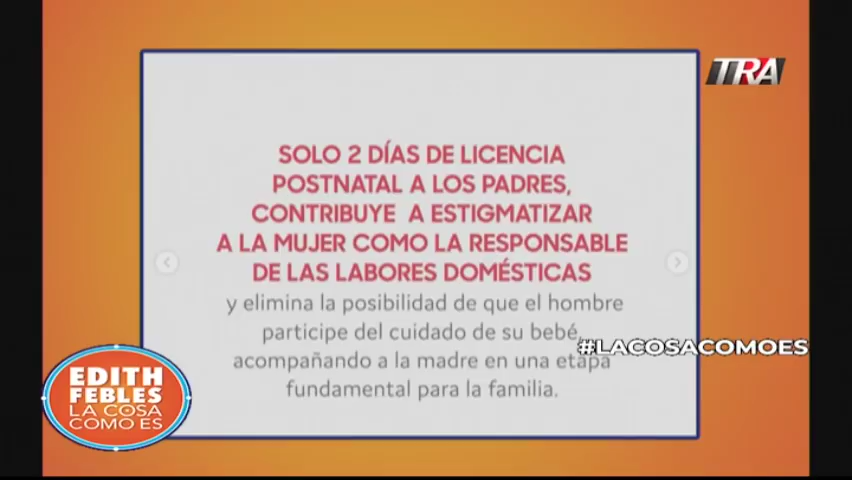 TRA
SOLO 2 DÍAS DE LICENCIA
POSTNATAL A LOS PADRES,
CONTRIBUYE A ESTIGMATIZAR
A LA MUJER COMO LA RESPONSABLE
DE LAS LABORES DOMÉSTICAS
y elimina la posibilidad de que el hombre
participe del cuidado de su bebé,
acompañando a la madre en una etapa
fundamental para la familia.
#LACOSACOMOES
EDITH
FEBLES
LA COSA
COMO ES